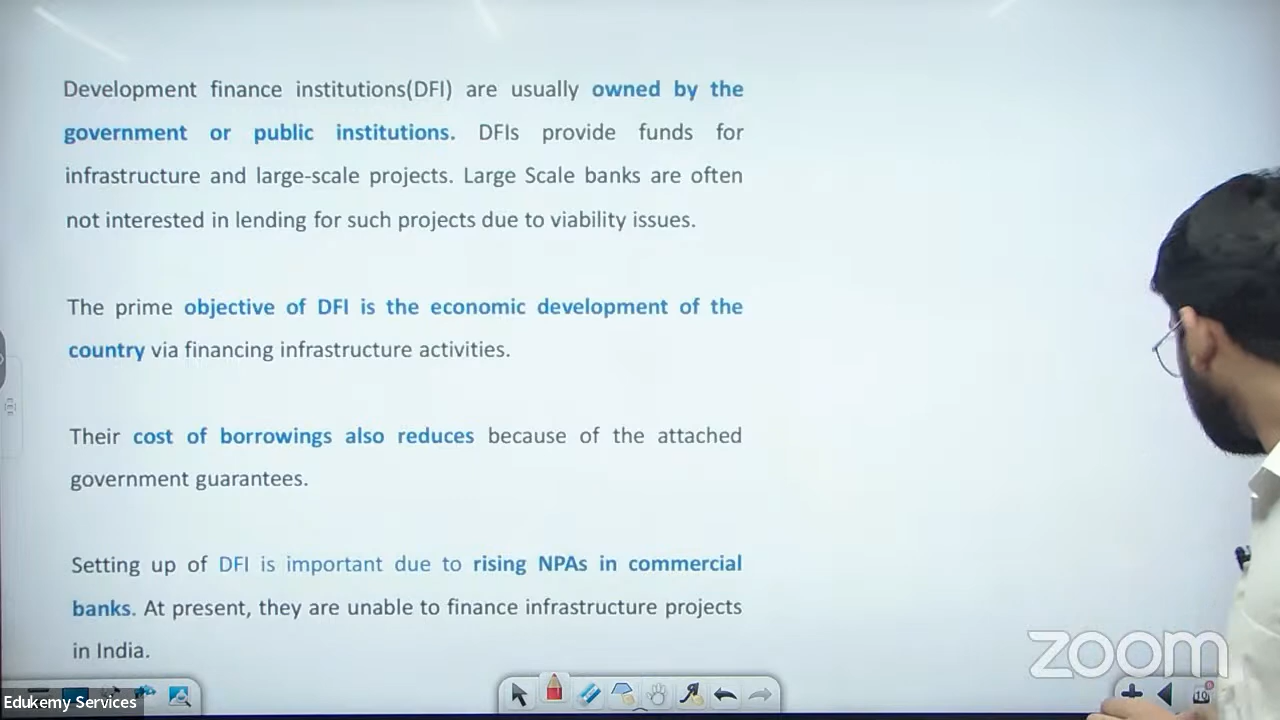 Development finance institutions(DFI) are usually owned by the
government or public institutions. DFIs provide funds for
infrastructure and large-scale projects. Large Scale banks are often
not interested in lending for such projects due to viability issues.
The prime objective of DFI is the economic development of the
country via financing infrastructure activities.
Their cost of borrowings also reduces because of the attached
government guarantees.
Setting up of DFI is important due to rising NPAs in commercial
banks. At present, they are unable to finance infrastructure projects
in India.
zoom
Edukemy Services
10